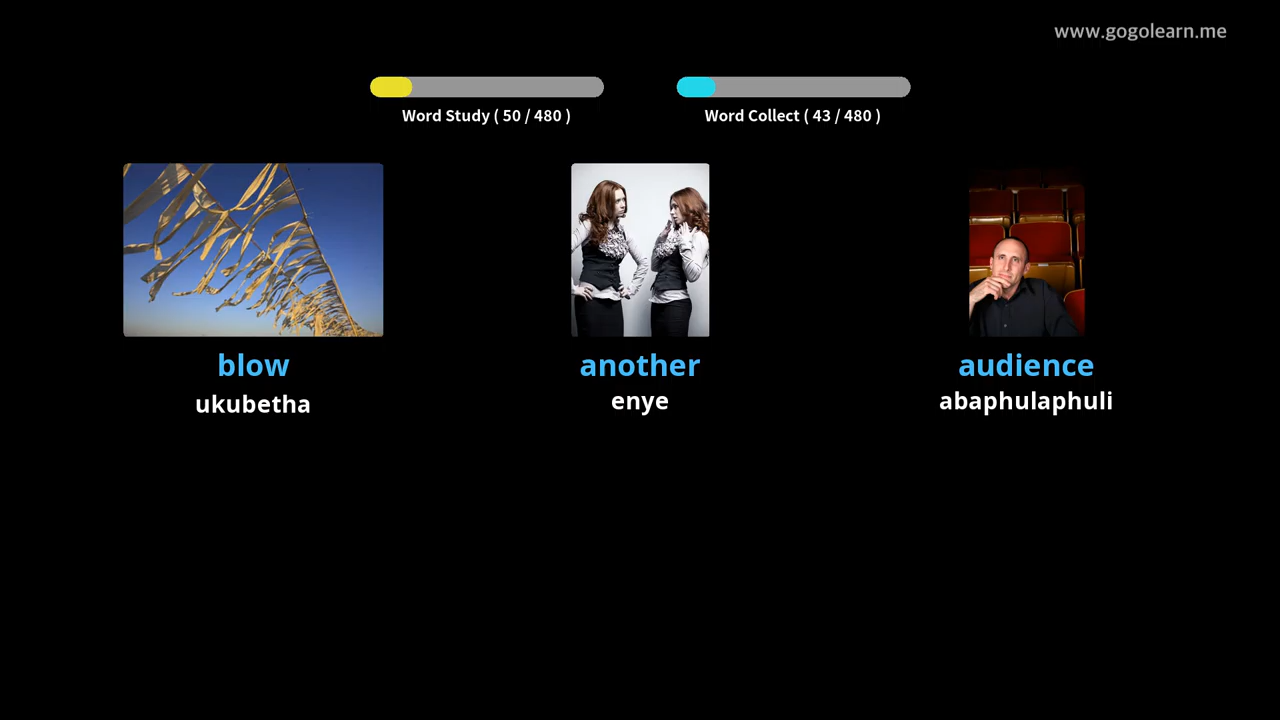 www.gogolearn.me
Word Study ( 50 / 480 )
Word Collect ( 43 / 480 )
blow
ukubetha
another
enye
audience
abaphulaphuli